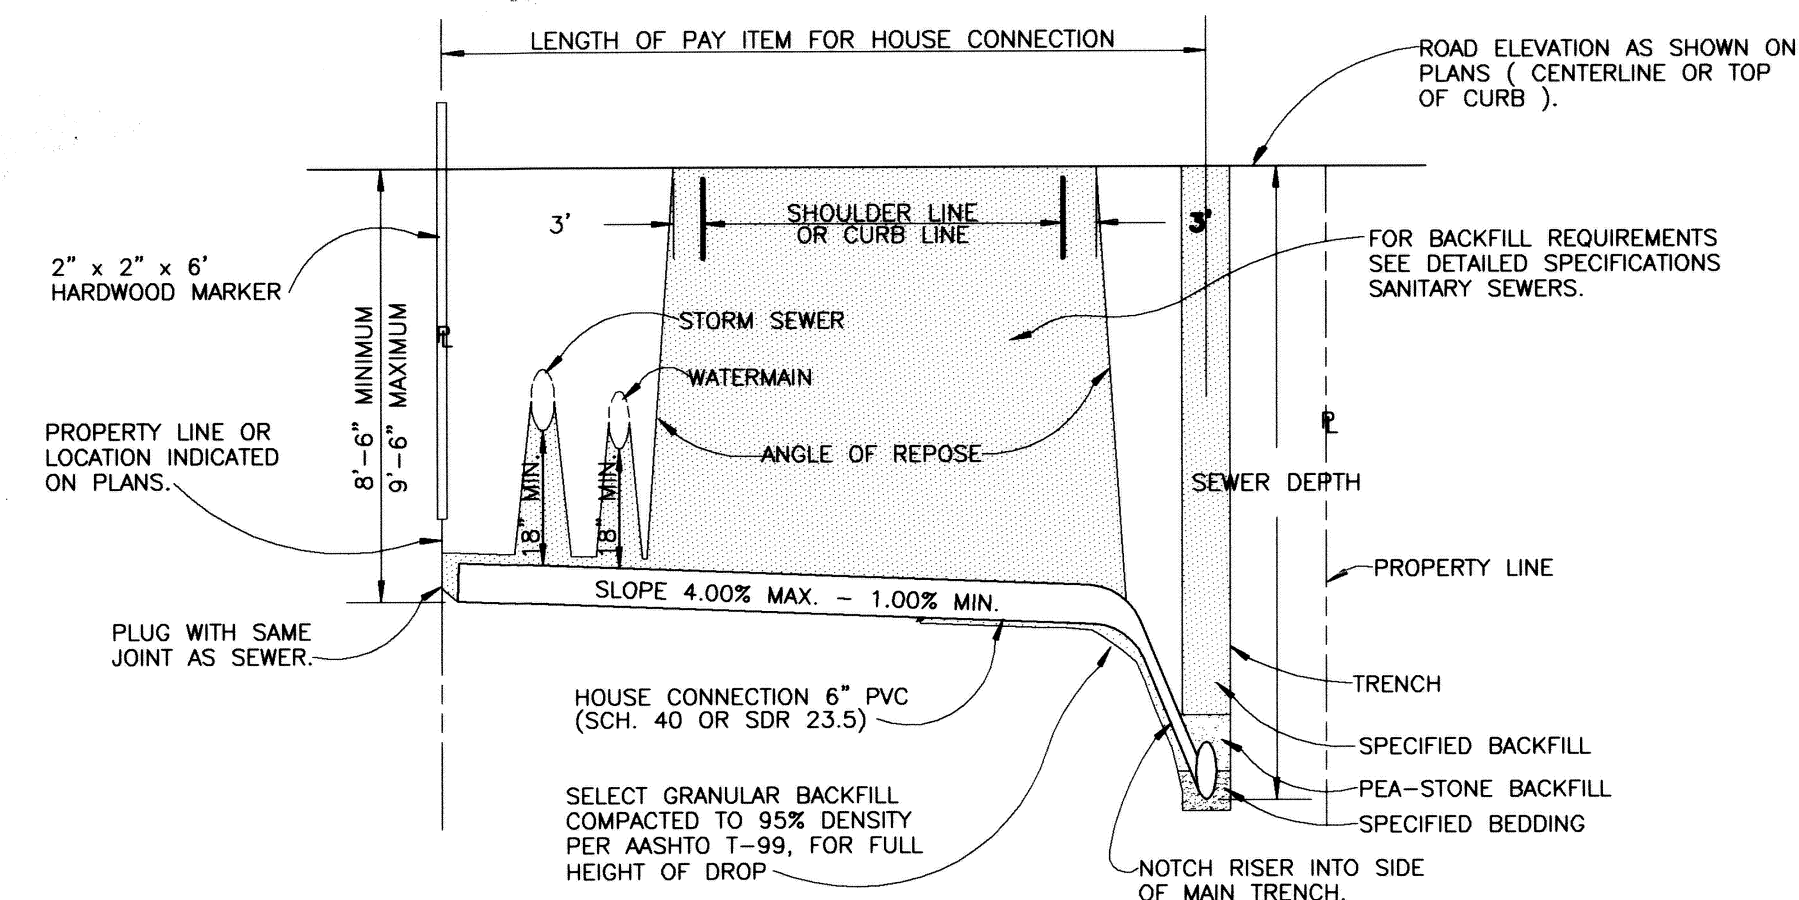 LENGTH OF PAY ITEM FOR HOUSE CONNECTION
ROAD ELEVATION AS SHOWN ON
PLANS ( CENTERLINE OR TOP
OF CURB ).
3'
SHOULDER LINE
OR CURB LINE
3'
FOR BACKFILL REQUIREMENTS
SEE DETAILED SPECIFICATIONS
SANITARY SEWERS.
2" x 2" x 6'
HARDWOOD MARKER
8'-6" MINIMUM
9'-6" MAXIMUM
PL
STORM SEWER
WATERMAIN
PROPERTY LINE OR
LOCATION INDICATED
ON PLANS.
18" MIN.
18" MIN.
ANGLE OF REPOSE
PL
SEWER DEPTH
PROPERTY LINE
SLOPE 4.00% MAX. - 1.00% MIN.
PLUG WITH SAME
JOINT AS SEWER.
HOUSE CONNECTION 6" PVC
(SCH. 40 OR SDR 23.5)
TRENCH
SPECIFIED BACKFILL
PEA-STONE BACKFILL
SPECIFIED BEDDING
SELECT GRANULAR BACKFILL
COMPACTED TO 95% DENSITY
PER AASHTO T-99, FOR FULL
HEIGHT OF DROP
NOTCH RISER INTO SIDE
OF MAIN TRENCH.